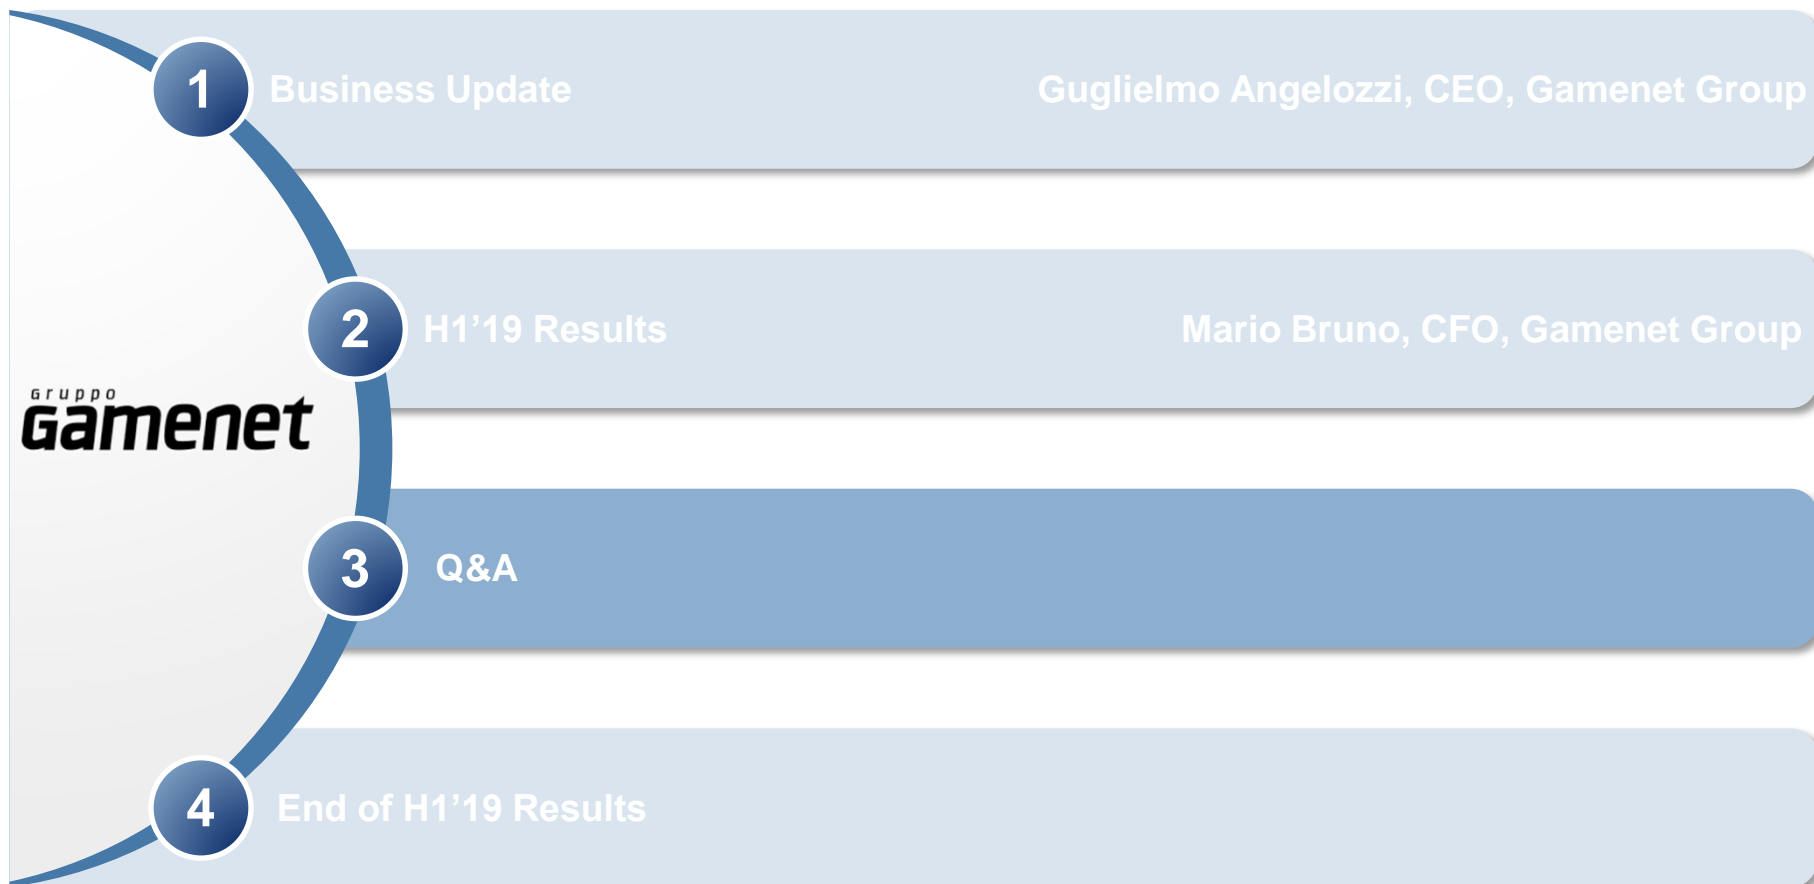 1 Business Update Guglielmo Angelozzi, CEO, Gamenet Group
2 H1’19 Results Mario Bruno, CFO, Gamenet Group
Gruppo
Gamenet
3 Q&A
4 End of H1’19 Results